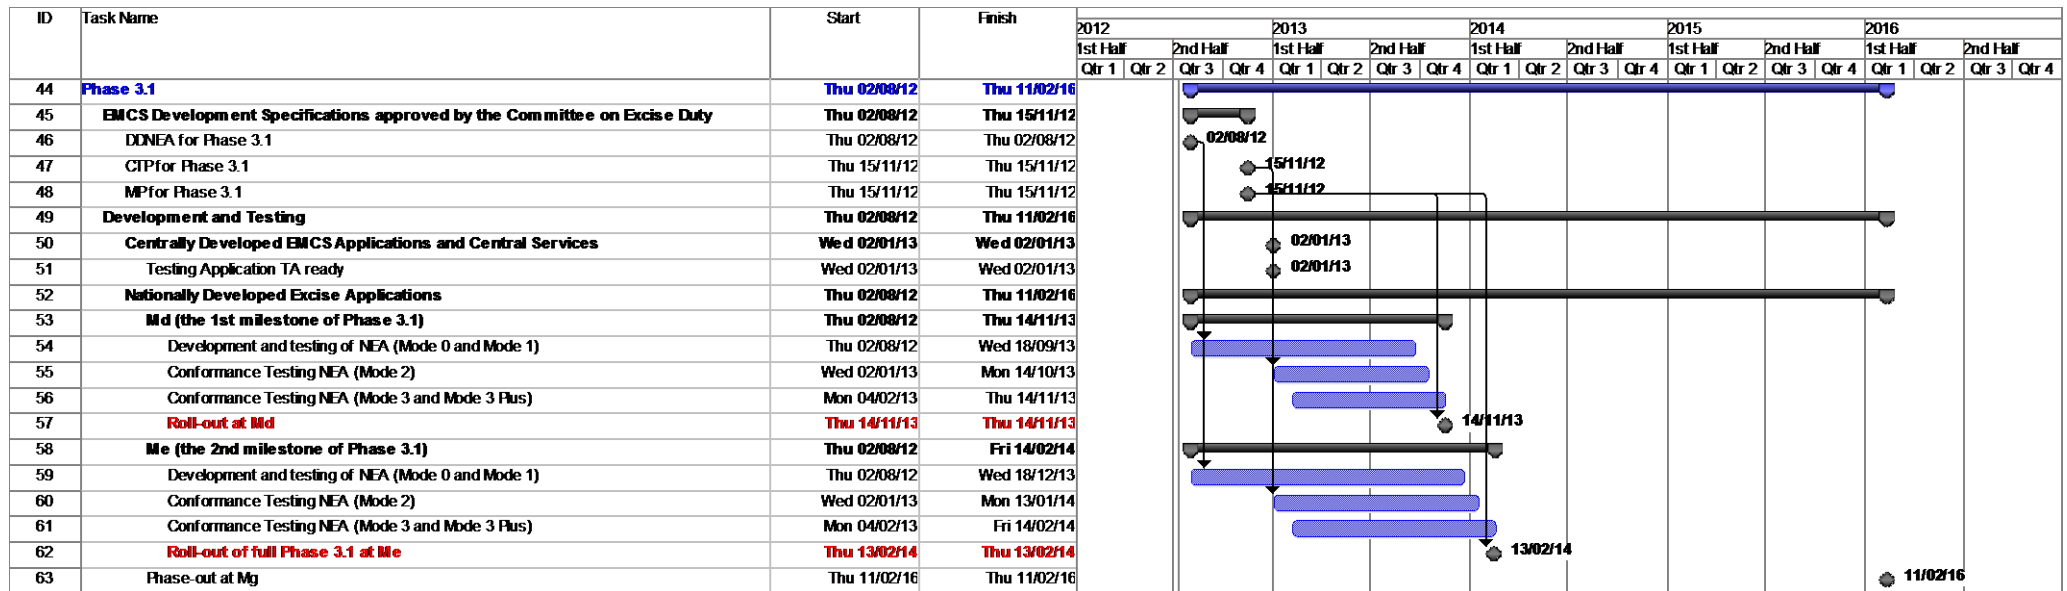 ID Task Name Start Finish
2012 2013 2014 2015 2016
1st Half 2nd Half 1st Half 2nd Half 1st Half 2nd Half 1st Half 2nd Half 1st Half 2nd Half
Qtr 1 Qtr 2 Qtr 3 Qtr 4 Qtr 1 Qtr 2 Qtr 3 Qtr 4 Qtr 1 Qtr 2 Qtr 3 Qtr 4 Qtr 1 Qtr 2 Qtr 3 Qtr 4 Qtr 1 Qtr 2 Qtr 3 Qtr 4
44 Phase 3.1 Thu 02/08/12 Thu 11/02/16
45 EMCS Development Specifications approved by the Committee on Excise Duty Thu 02/08/12 Thu 15/11/12
46 DDNEA for Phase 3.1 Thu 02/08/12 Thu 02/08/12 02/08/12
47 CTP for Phase 3.1 Thu 15/11/12 Thu 15/11/12 15/11/12
48 MP for Phase 3.1 Thu 15/11/12 Thu 15/11/12 15/11/12
49 Development and Testing Thu 02/08/12 Thu 11/02/16
50 Centrally Developed EMCS Applications and Central Services Wed 02/01/13 Wed 02/01/13 02/01/13
51 Testing Application TA ready Wed 02/01/13 Wed 02/01/13 02/01/13
52 Nationally Developed Excise Applications Thu 02/08/12 Thu 11/02/16
53 Md (the 1st milestone of Phase 3.1) Thu 02/08/12 Thu 14/11/13
54 Development and testing of NEA (Mode 0 and Mode 1) Thu 02/08/12 Wed 18/09/13
55 Conformance Testing NEA (Mode 2) Wed 02/01/13 Mon 14/10/13
56 Conformance Testing NEA (Mode 3 and Mode 3 Plus) Mon 04/02/13 Thu 14/11/13
57 Roll-out at Md Thu 14/11/13 Thu 14/11/13 14/11/13
58 Me (the 2nd milestone of Phase 3.1) Thu 02/08/12 Fri 14/02/14
59 Development and testing of NEA (Mode 0 and Mode 1) Thu 02/08/12 Wed 18/12/13
60 Conformance Testing NEA (Mode 2) Wed 02/01/13 Mon 13/01/14
61 Conformance Testing NEA (Mode 3 and Mode 3 Plus) Mon 04/02/13 Fri 14/02/14
62 Roll-out of full Phase 3.1 at Me Thu 13/02/14 Thu 13/02/14 13/02/14
63 Phase-out at Mg Thu 11/02/16 Thu 11/02/16 11/02/16